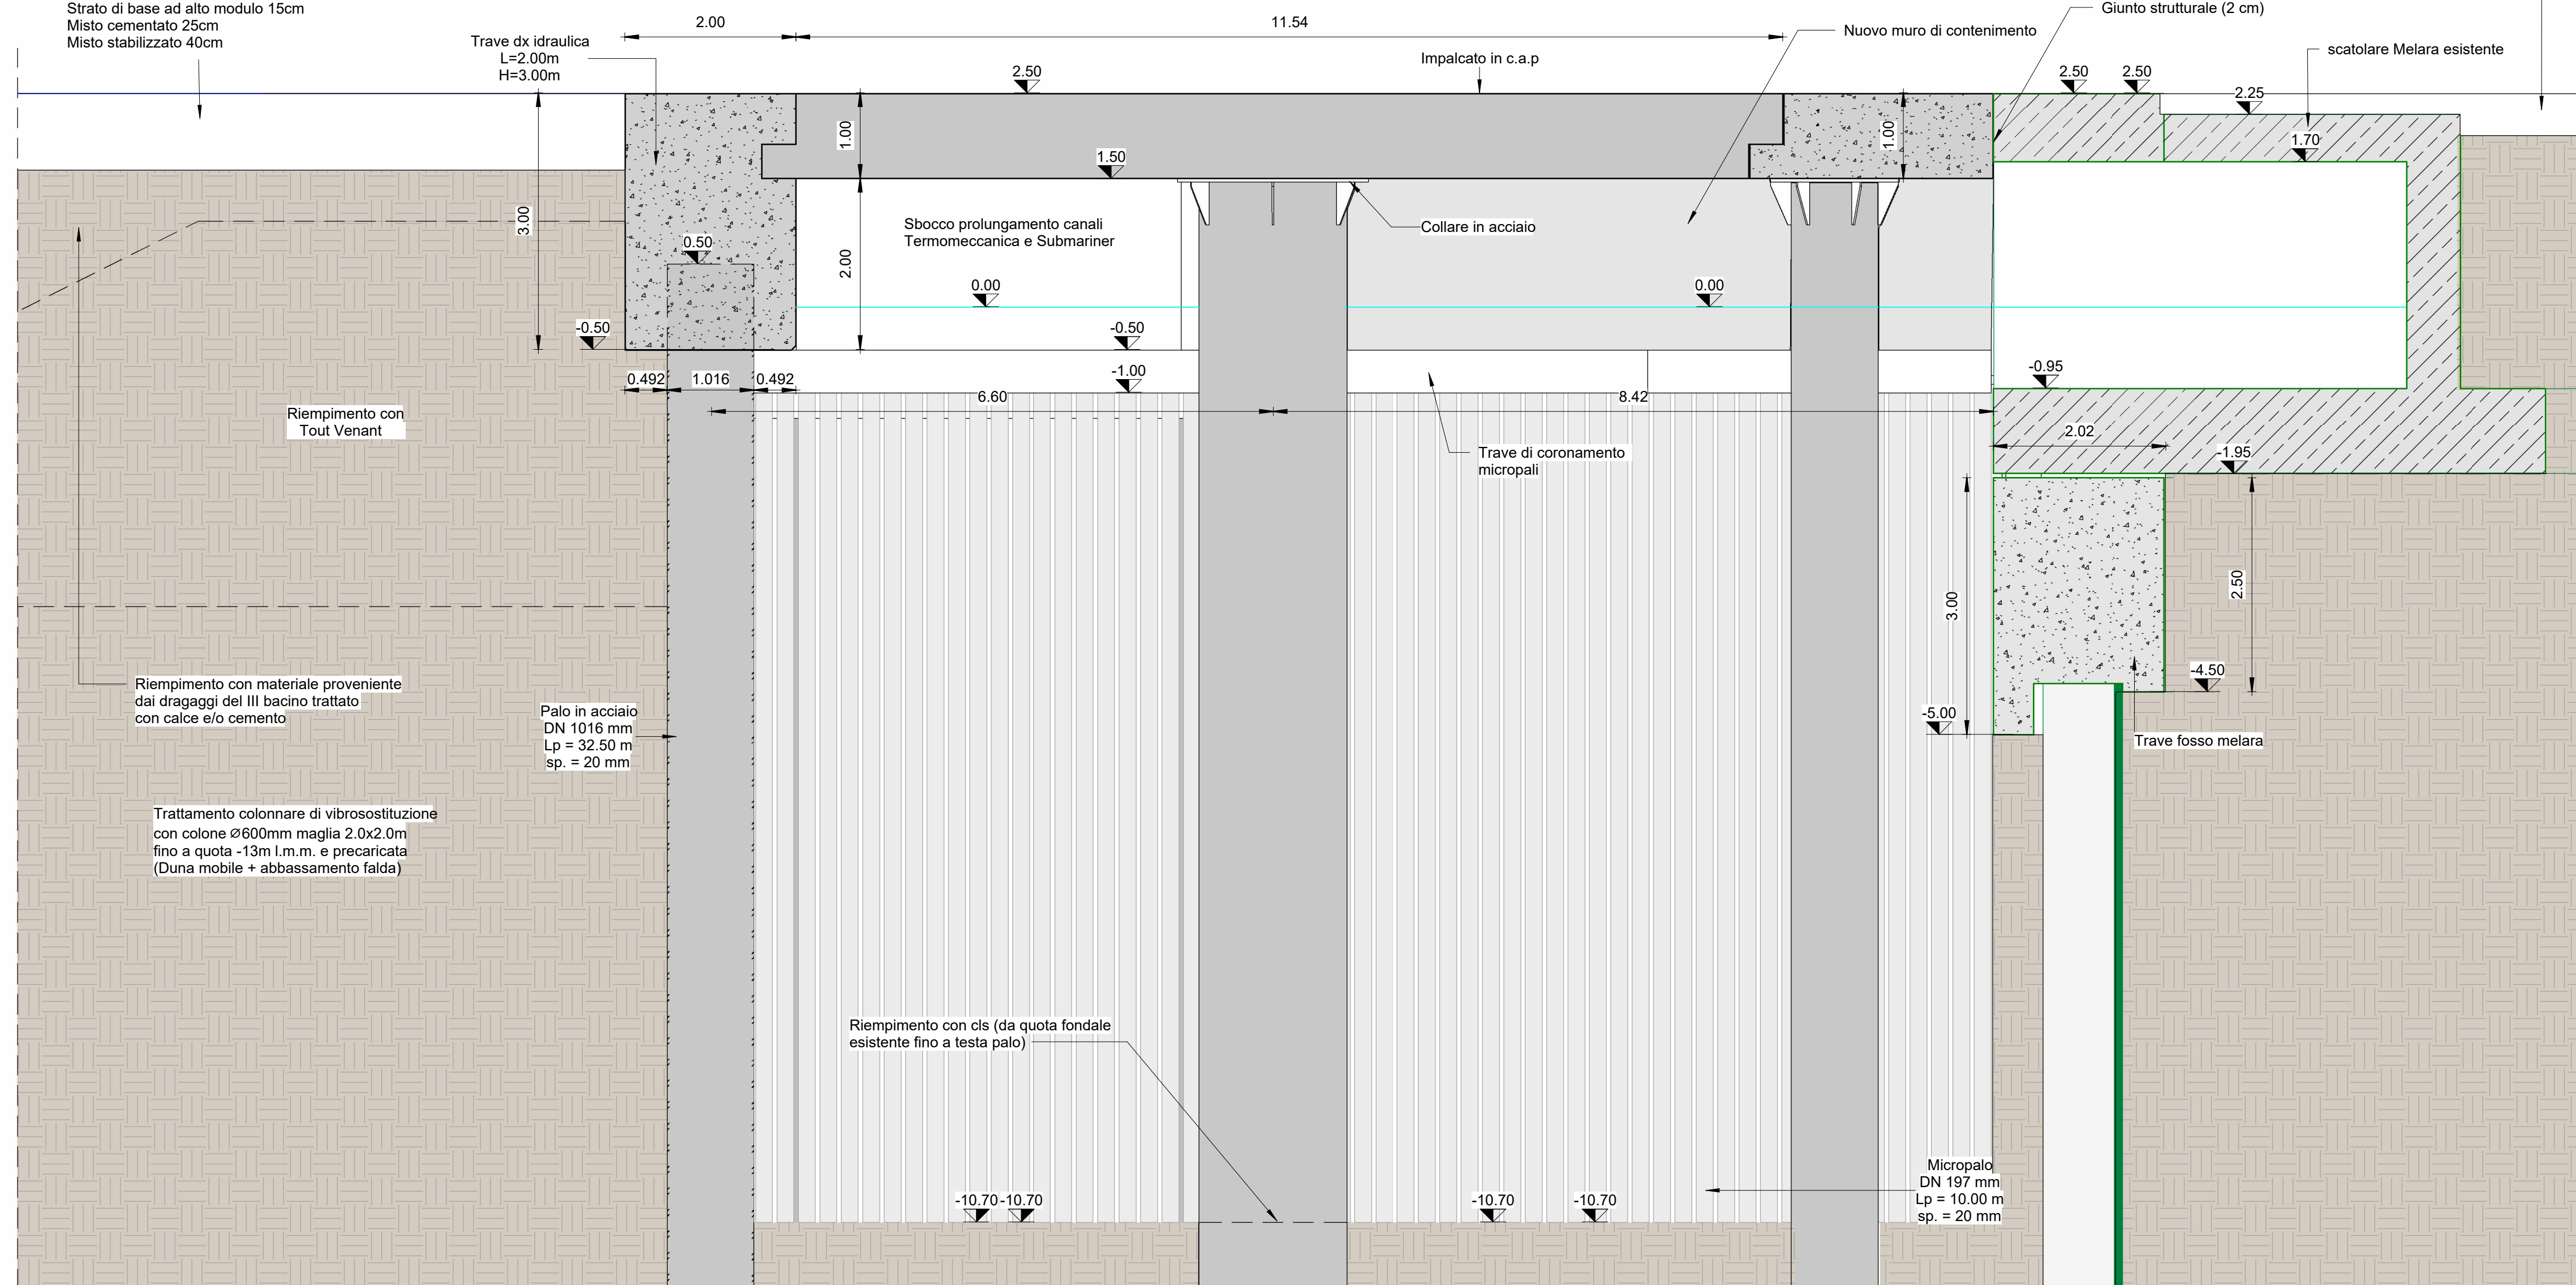 Strato di base ad alto modulo 15cm
Misto cementato 25cm
Misto stabilizzato 40cm
Trave dx idraulica
L=2.00m
H=3.00m
2.00
11.54
Impalcato in c.a.p
Nuovo muro di contenimento
Giunto strutturale (2 cm)
scatolare Melara esistente
2.50
2.50
2.50
2.25
1.70
1.00
1.00
1.50
3.00
2.00
0.50
Sbocco prolungamento canali
Termomeccanica e Submariner
Collare in acciaio
0.00
0.00
-0.50
-0.50
-1.00
-0.95
0.492
1.016
0.492
6.60
8.42
Riempimento con
Tout Venant
Trave di coronamento
micropali
2.02
-1.95
3.00
2.50
-4.50
-5.00
Trave fosso melara
Riempimento con materiale proveniente
dai dragaggi del III bacino trattato
con calce e/o cemento
Palo in acciaio
DN 1016 mm
Lp = 32.50 m
sp. = 20 mm
Trattamento colonnare di vibrosostituzione
con colone Ø600mm maglia 2.0x2.0m
fino a quota -13m l.m.m. e precaricata
(Duna mobile + abbassamento falda)
Riempimento con cls (da quota fondale
esistente fino a testa palo)
Micropalo
DN 197 mm
Lp = 10.00 m
sp. = 20 mm
-10.70
-10.70
-10.70
-10.70